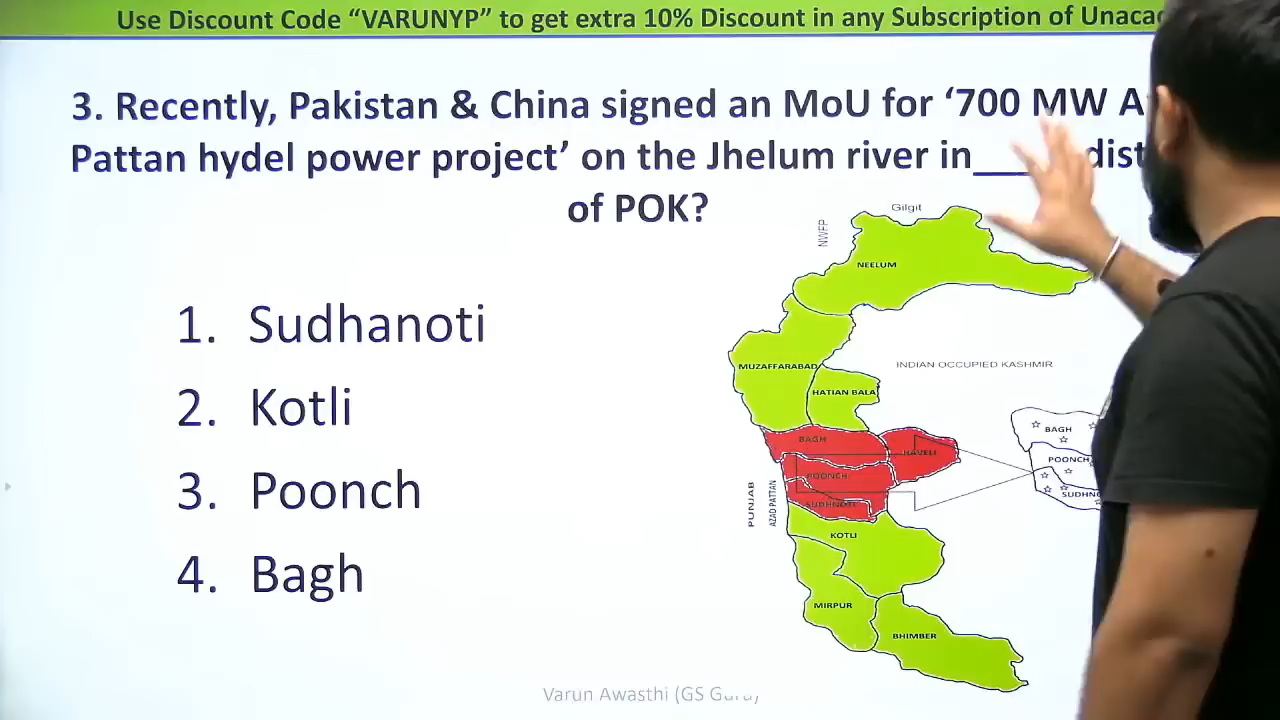 Use Discount Code “VARUNYP” to get extra 10% Discount in any Subscription of
3. Recently, Pakistan & China signed an MoU for ‘700 MW
Pattan hydel power project’ on the Jhelum river in____
of POK?
1. Sudhanoti
2. Kotli
3. Poonch
4. Bagh
Gilgit
NWFP
NEELUM
MUZAFFARABAD
INDIAN OCCUPIED KASHMIR
HATIAN BALA
BAGH
HAVELI
POONCH
SUDHNOTI
PUNJAB
AZAD PATTAN
KOTLI
MIRPUR
BHIMBER
BAGH
POONCH
Varun Awasthi (GS Guru)